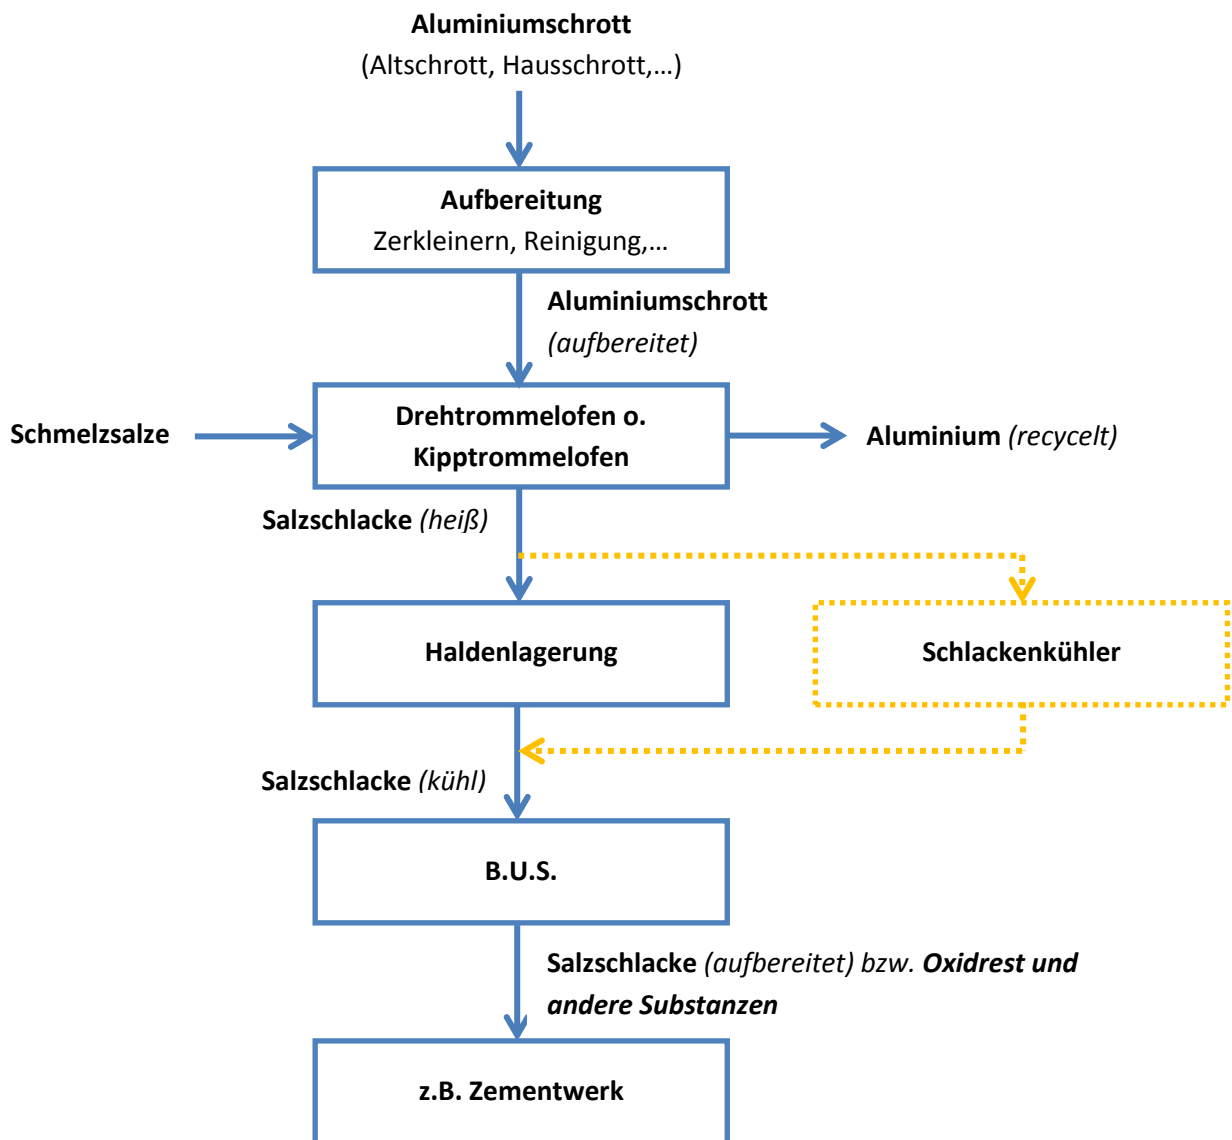 Aluminiumschrott
(Altschrott, Hausschrott,…)
Aufbereitung
Zerkleinern, Reinigung,…
Aluminiumschrott
(aufbereitet)
Schmelzsalze
Drehtrommelofen o.
Kipptrommelofen
Aluminium (recycelt)
Salzschlacke (heiß)
Haldenlagerung
Schlackenkühler
Salzschlacke (kühl)
B.U.S.
Salzschlacke (aufbereitet) bzw. Oxidrest und
andere Substanzen
z.B. Zementwerk